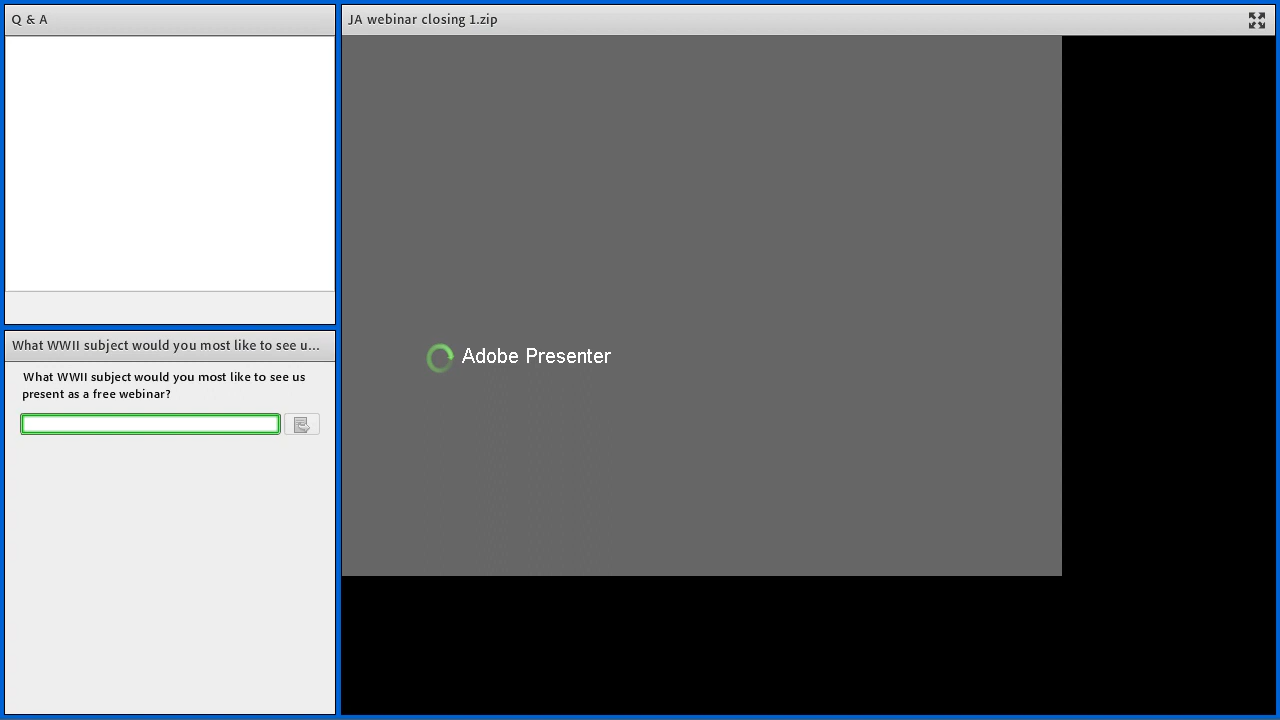 Q & A
JA webinar closing 1.zip
Adobe Presenter
What WWII subject would you most like to see u...
What WWII subject would you most like to see us
present as a free webinar?